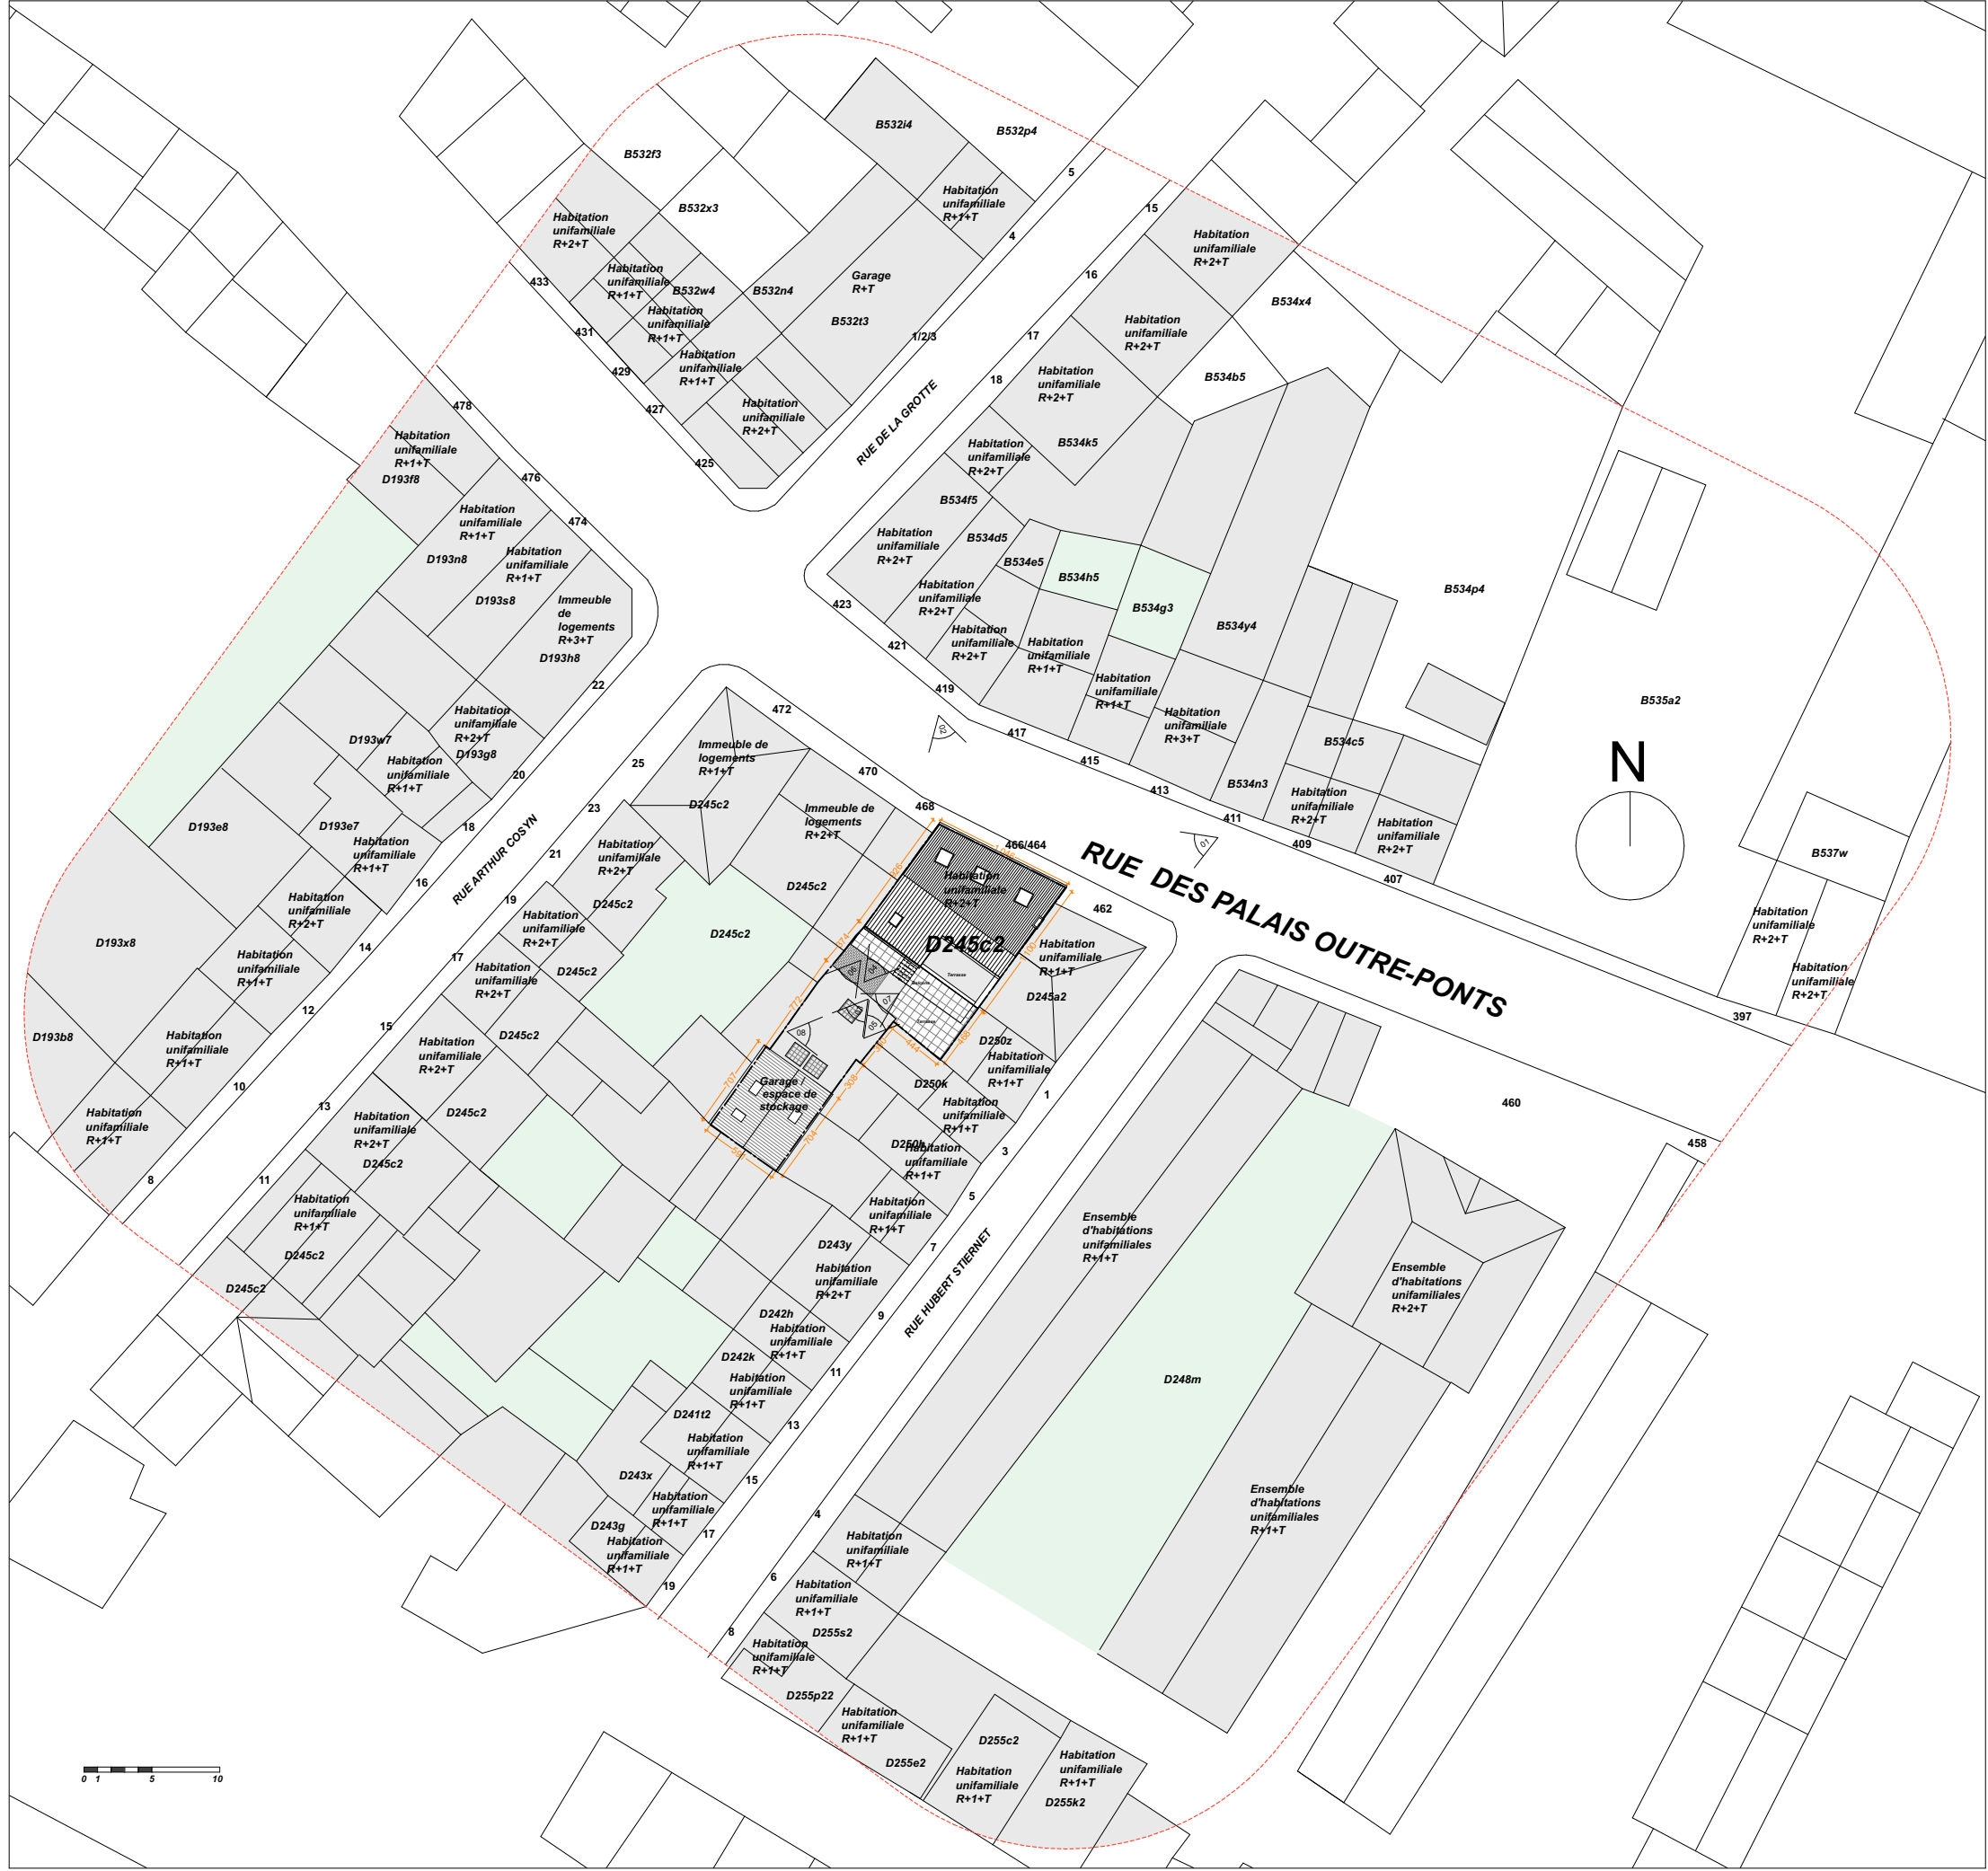 B532i4
B532p4
B532f3
5
Habitation
unifamiliale
R+1+T
B532x3
15
Habitation
unifamiliale
R+2+T
4
Habitation
unifamiliale
R+2+T
433
Habitation
unifamiliale
R+1+T
B532w4
B532n4
Garage
R+T
B532t3
16
B534x4
Habitation
unifamiliale
R+1+T
431
1/2/3
17
Habitation
unifamiliale
R+2+T
429
Habitation
unifamiliale
R+1+T
18
Habitation
unifamiliale
R+2+T
B534b5
427
Habitation
unifamiliale
R+2+T
RUE DE LA GROTTE
478
425
B534k5
Habitation
unifamiliale
R+1+T
D193f8
476
Habitation
unifamiliale
R+2+T
B534f5
Habitation
unifamiliale
R+1+T
474
D193n8
Habitation
unifamiliale
R+1+T
D193s8
Habitation
unifamiliale
R+2+T
B534d5
B534e5
B534h5
B534g3
B534y4
B534p4
Immeuble
de
logements
R+3+T
D193h8
423
Habitation
unifamiliale
R+2+T
421
Habitation
unifamiliale
R+2+T
Habitation
unifamiliale
R+1+T
22
419
Habitation
unifamiliale
R+1+T
B535a2
472
417
Habitation
unifamiliale
R+3+T
B534c5
Habitation
unifamiliale
R+2+T
D193g8
D193w7
Habitation
unifamiliale
R+1+T
20
25
Immeuble de
logements
R+1+T
D245c2
470
02
415
B534n3
N
413
Habitation
unifamiliale
R+2+T
23
468
Immeuble de
logements
R+2+T
411
Habitation
unifamiliale
R+2+T
D193e8
D193e7
18
Habitation
unifamiliale
R+1+T
RUE ARTHUR COSYN
21
Habitation
unifamiliale
R+2+T
466/464
01
409
407
B537w
16
19
D245c2
D245c2
Habitation
unifamiliale
R+2+T
RUE DES PALAIS OUTRE-PONTS
462
Habitation
unifamiliale
R+2+T
Habitation
unifamiliale
R+2+T
D193x8
14
17
Habitation
unifamiliale
R+2+T
D245c2
D245c2
D245c2
Habitation
unifamiliale
R+1+T
Habitation
unifamiliale
R+2+T
Habitation
unifamiliale
R+1+T
12
15
Habitation
unifamiliale
R+2+T
D245c2
Terrasse
D245a2
397
D193b8
Habitation
unifamiliale
R+1+T
10
Habitation
unifamiliale
R+2+T
772
08
07
05
D250z
Habitation
unifamiliale
R+1+T
444
707
Garage /
espace de
stockage
308
704
D250k
Habitation
unifamiliale
R+1+T
1
460
458
Habitation
unifamiliale
R+1+T
13
Habitation
unifamiliale
R+2+T
D245c2
D245c2
Habitation
unifamiliale
R+1+T
3
8
11
Habitation
unifamiliale
R+1+T
D245c2
D245c2
5
Habitation
unifamiliale
R+1+T
7
D243y
Habitation
unifamiliale
R+2+T
RUE HUBERT STIERNET
Ensemble
d'habitations
unifamiliales
R+1+T
Ensemble
d'habitations
unifamiliales
R+2+T
9
D242h
Habitation
unifamiliale
R+1+T
D242k
11
Habitation
unifamiliale
R+1+T
D248m
D241t2
13
Habitation
unifamiliale
R+1+T
D243x
15
Habitation
unifamiliale
R+1+T
Ensemble
d'habitations
unifamiliales
R+1+T
D243g
17
Habitation
unifamiliale
R+1+T
4
Habitation
unifamiliale
R+1+T
19
6
Habitation
unifamiliale
R+1+T
D255s2
8
Habitation
unifamiliale
R+1+T
D255p22
Habitation
unifamiliale
R+1+T
D255e2
D255c2
Habitation
unifamiliale
R+1+T
Habitation
unifamiliale
R+1+T
D255k2
0 1 5 10